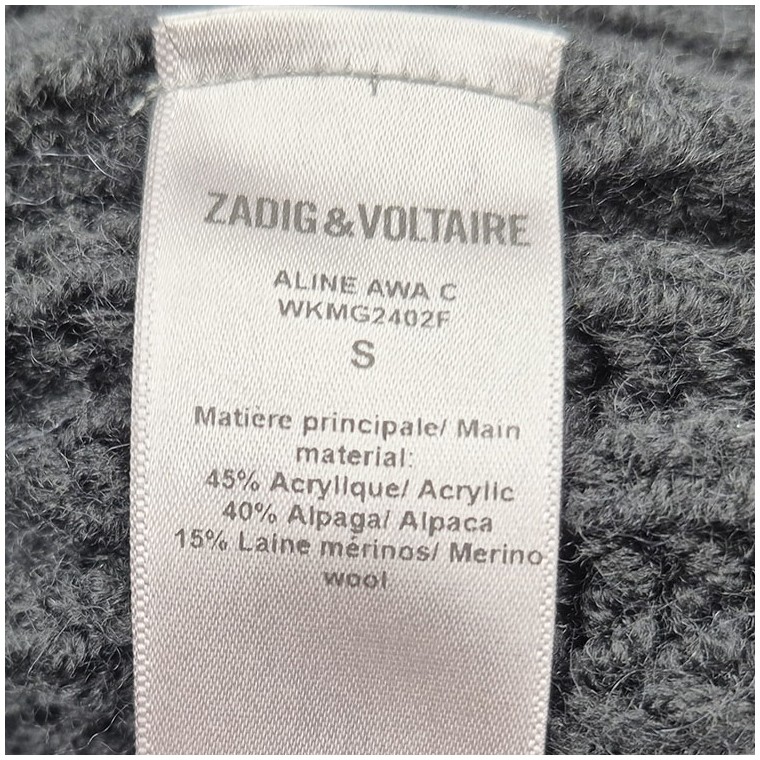 ZADIG&VOLTAIRE
ALINE AWA C
WKMG2402F
S
Matiere principale/ Main
material:
45% Acrylique/ Acrylic
40% Alpaga/ Alpaca
15% Laine mérinos/ Merino
wool